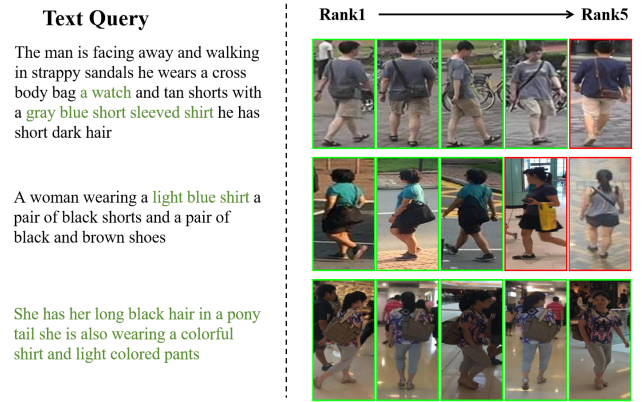 Text Query
Rank1
Rank5
The man is facing away and walking
in strappy sandals he wears a cross
body bag a watch and tan shorts with
a gray blue short sleeved shirt he has
short dark hair
A woman wearing a light blue shirt a
pair of black shorts and a pair of
black and brown shoes
She has her long black hair in a pony
tail she is also wearing a colorful
shirt and light colored pants